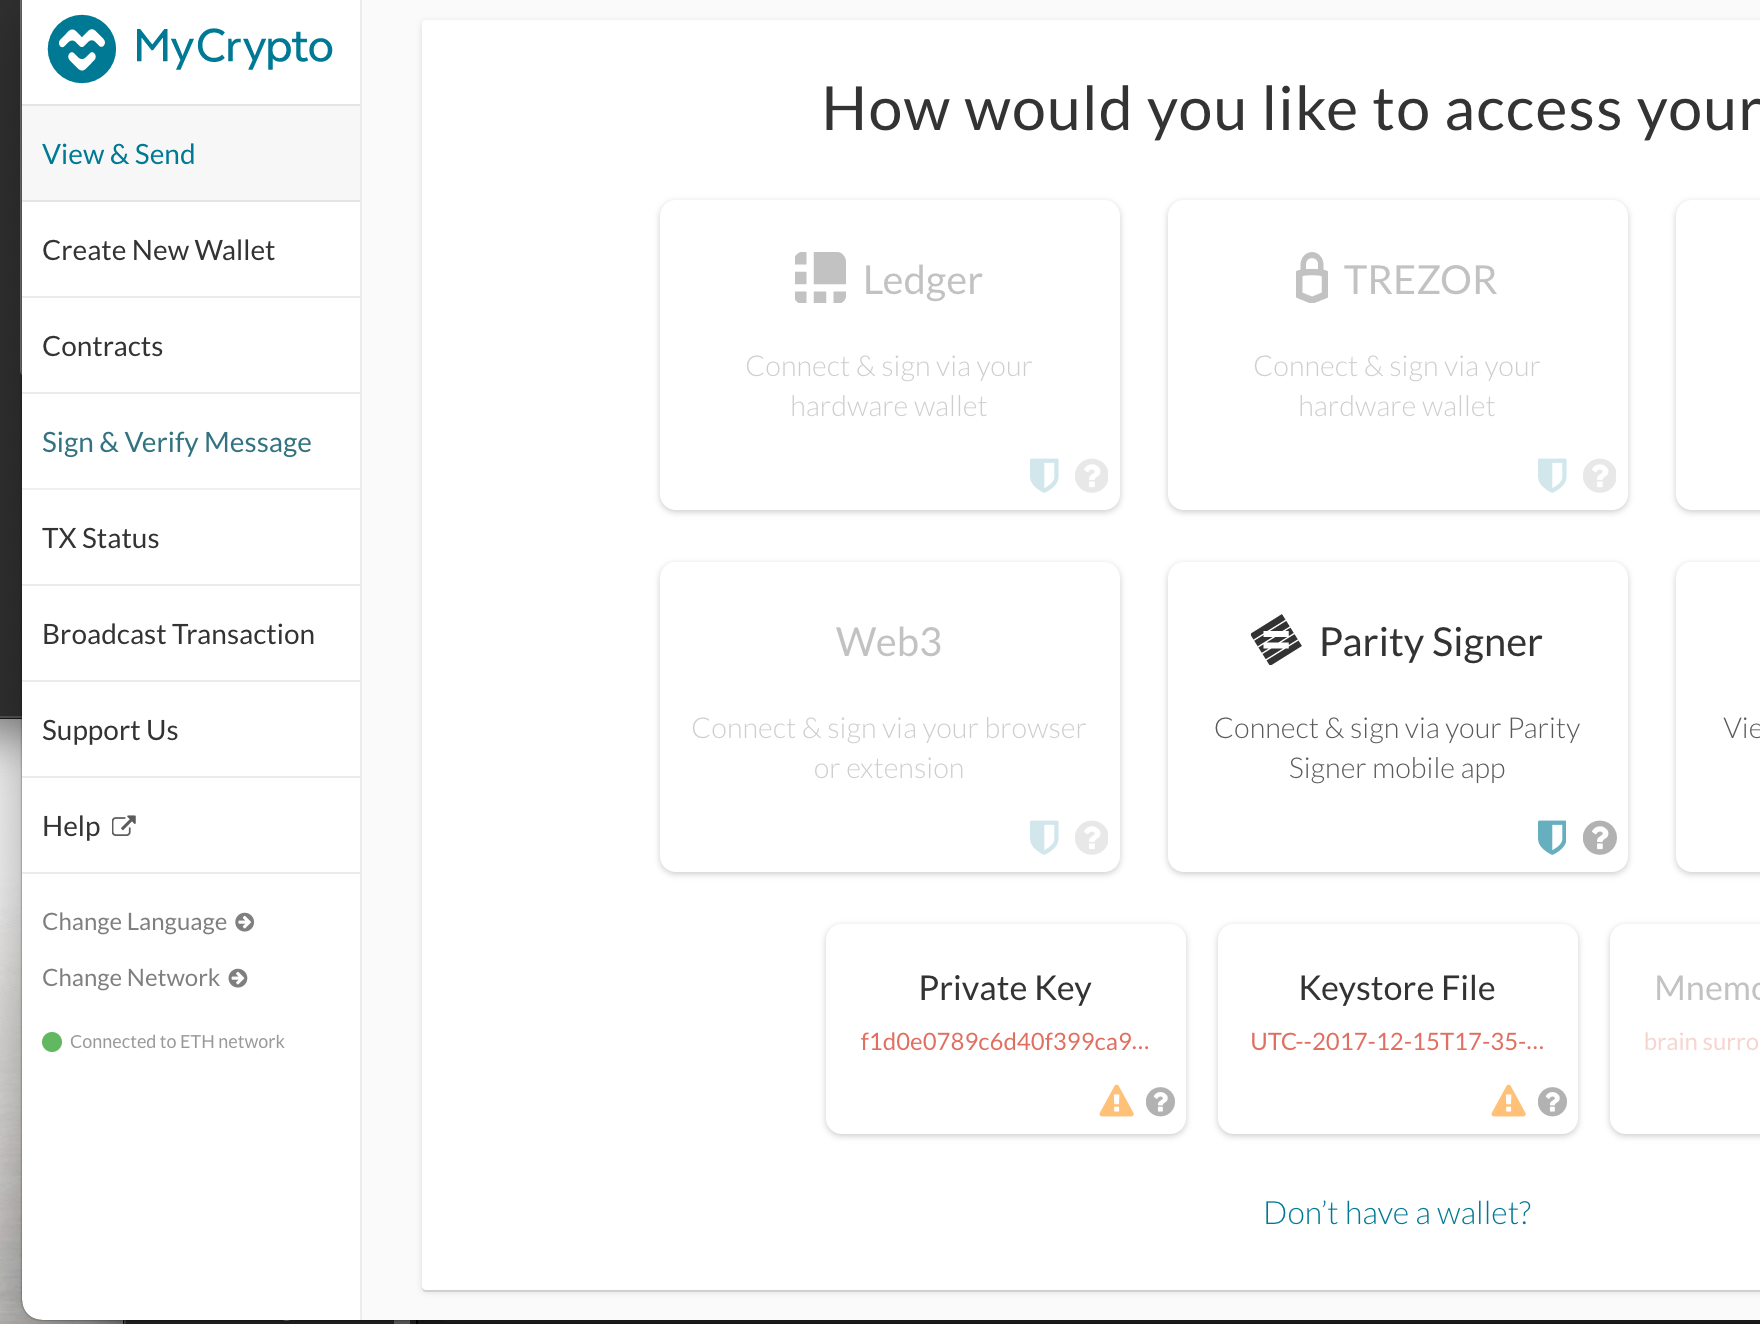 MyCrypto
View & Send
Create New Wallet
Contracts
Sign & Verify Message
TX Status
Broadcast Transaction
Support Us
Help
Change Language
Change Network
Connected to ETH network
How would you like to access your
Ledger
Connect & sign via your
hardware wallet
TREZOR
Connect & sign via your
hardware wallet
Web3
Connect & sign via your browser
or extension
Parity Signer
Connect & sign via your Parity
Signer mobile app
Vie
Private Key
f1d0e0789c6d40f399ca9...
Keystore File
UTC--2017-12-15T17-35-...
Mnemo
brain surro
Don't have a wallet?